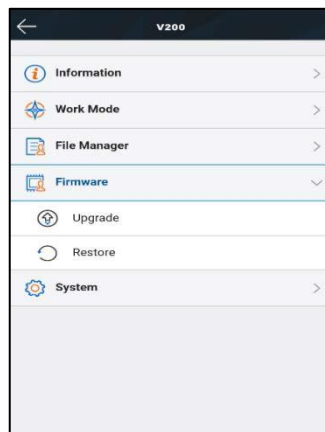 V200
Information
Work Mode
File Manager
Firmware
Upgrade
Restore
System